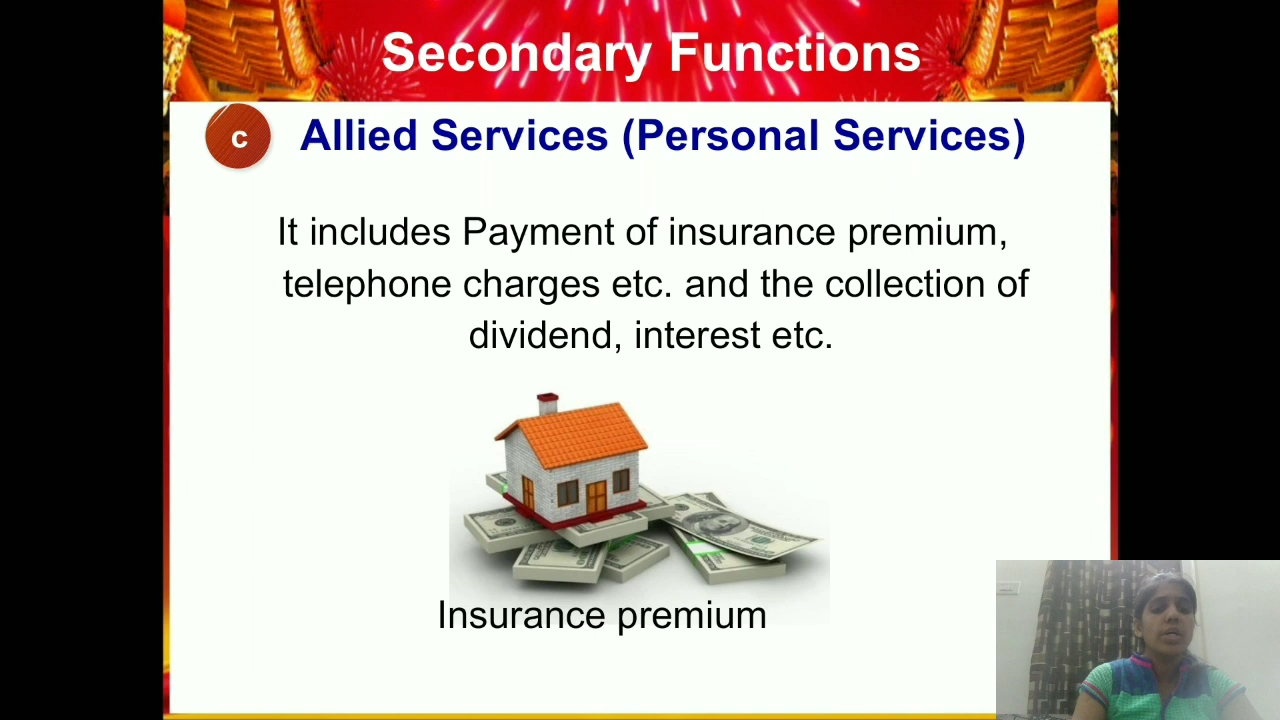 Secondary Functions
c
Allied Services (Personal Services)
It includes Payment of insurance premium,
telephone charges etc. and the collection of
dividend, interest etc.
Insurance premium